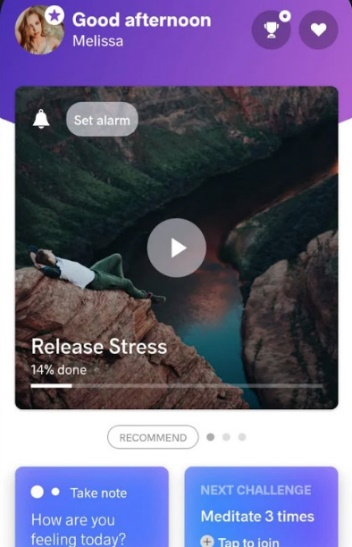 Good afternoon
Melissa
Set alarm
Release Stress
14% done
RECOMMEND
Take note
How are you
feeling today?
NEXT CHALLENGE
Meditate 3 times
Tap to join